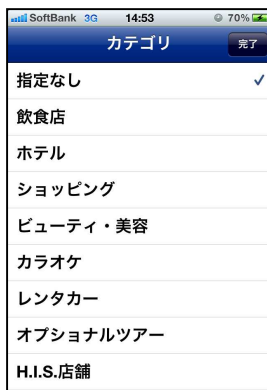 SoftBank 3G 14:53 70%
カテゴリ 完了
指定なし
飲食店
ホテル
ショッピング
ビューティ・美容
カラオケ
レンタカー
オプショナルツアー
H.I.S.店舗